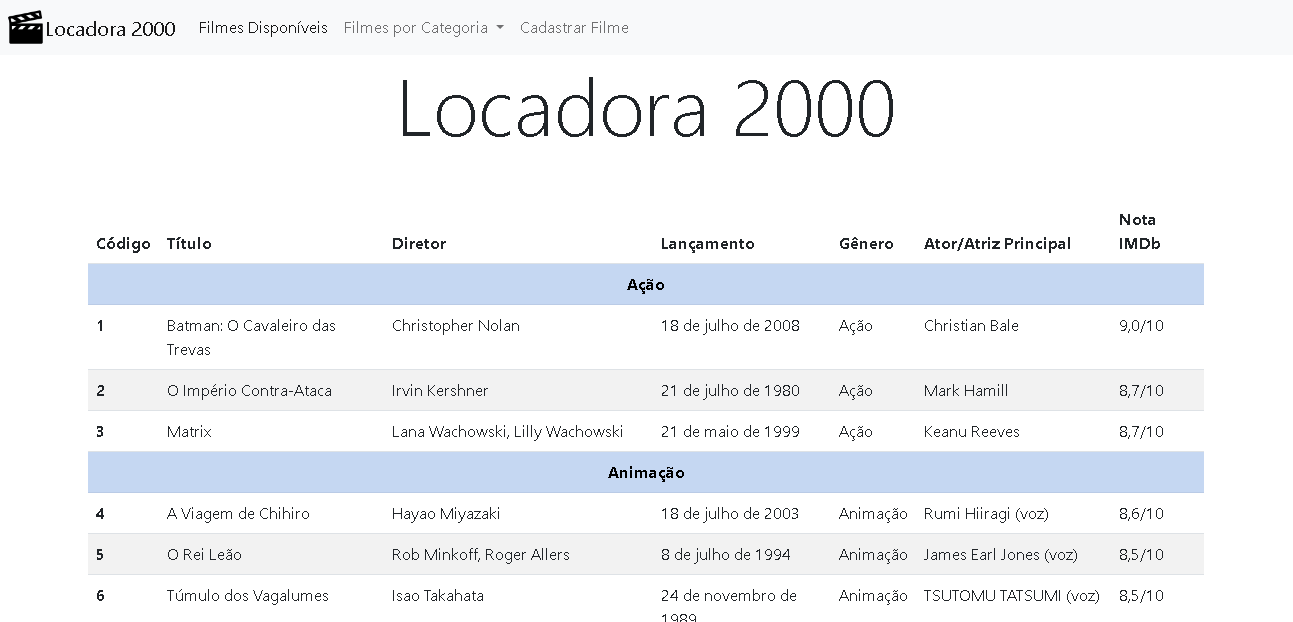 Locadora 2000 Filmes Disponíveis Filmes por Categoria Cadastrar Filme
Locadora 2000
Código Título Diretor Lançamento Gênero Ator/Atriz Principal Nota IMDb
Ação
1 Batman: O Cavaleiro das Trevas Christopher Nolan 18 de julho de 2008 Ação Christian Bale 9,0/10
2 O Império Contra-Ataca Irvin Kershner 21 de julho de 1980 Ação Mark Hamill 8,7/10
3 Matrix Lana Wachowski, Lilly Wachowski 21 de maio de 1999 Ação Keanu Reeves 8,7/10
Animação
4 A Viagem de Chihiro Hayao Miyazaki 18 de julho de 2003 Animação Rumi Hiiragi (voz) 8,6/10
5 O Rei Leão Rob Minkoff, Roger Allers 8 de julho de 1994 Animação James Earl Jones (voz) 8,5/10
6 Túmulo dos Vagalumes Isao Takahata 24 de novembro de 1989 Animação TSUTOMU TATSUMI (voz) 8,5/10